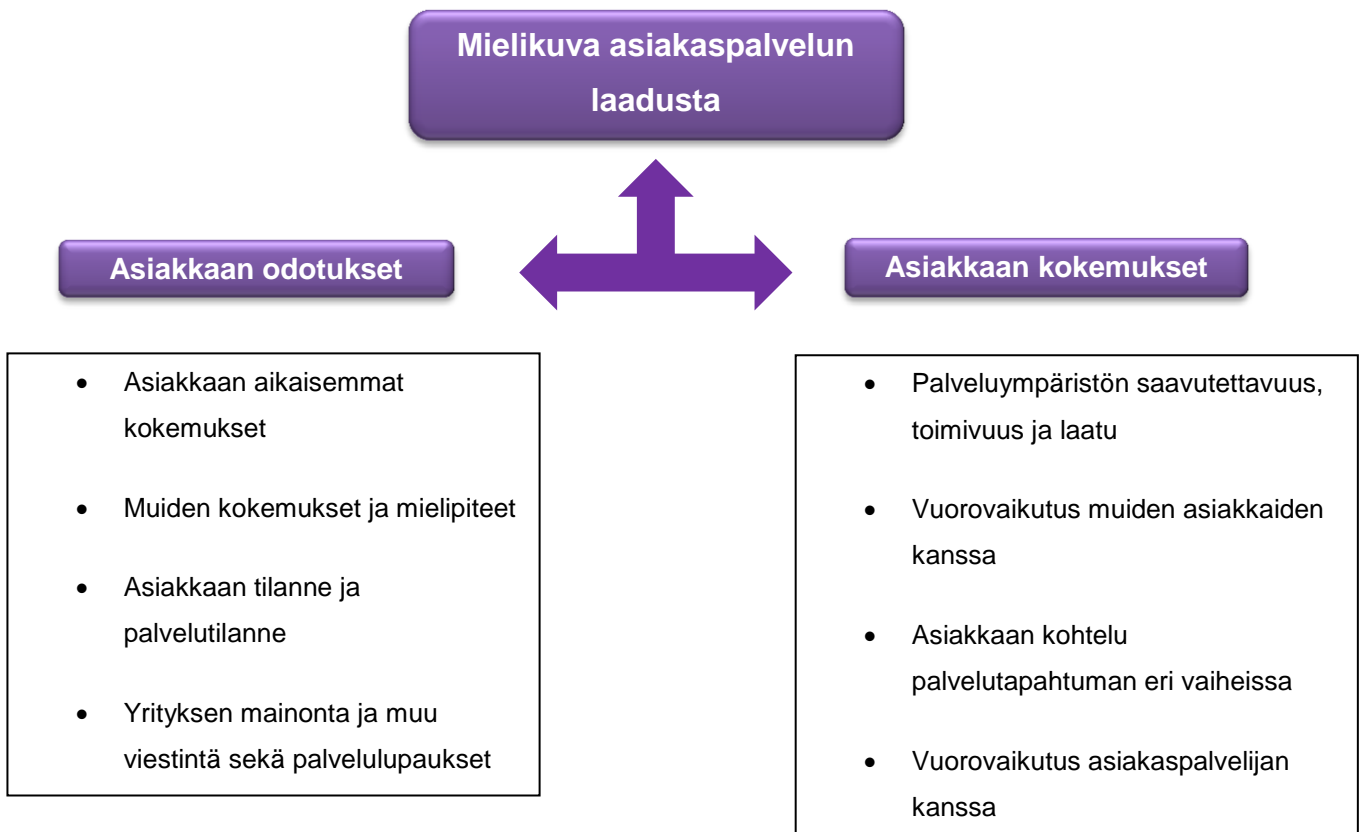 Mielikuva asiakaspalvelun
laadusta
Asiakkaan odotukset
Asiakkaan kokemukset
• Asiakkaan aikaisemmat
kokemukset
• Muiden kokemukset ja mielipiteet
• Asiakkaan tilanne ja
palvelutilanne
• Yrityksen mainonta ja muu
viestintä sekä palvelulupaukset
• Palveluympäristön saavutettavuus,
toimivuus ja laatu
• Vuorovaikutus muiden asiakkaiden
kanssa
• Asiakkaan kohtelu
palvelutapahtuman eri vaiheissa
• Vuorovaikutus asiakaspalvelijan
kanssa